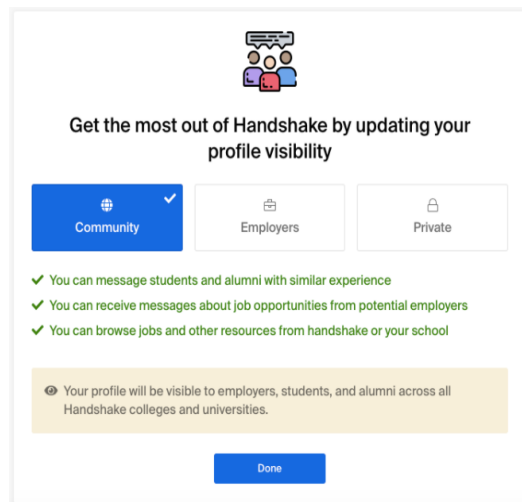 Get the most out of Handshake by updating your
profile visibility
Community
Employers
Private
You can message students and alumni with similar experience
You can receive messages about job opportunities from potential employers
You can browse jobs and other resources from handshake or your school
Your profile will be visible to employers, students, and alumni across all
Handshake colleges and universities.
Done